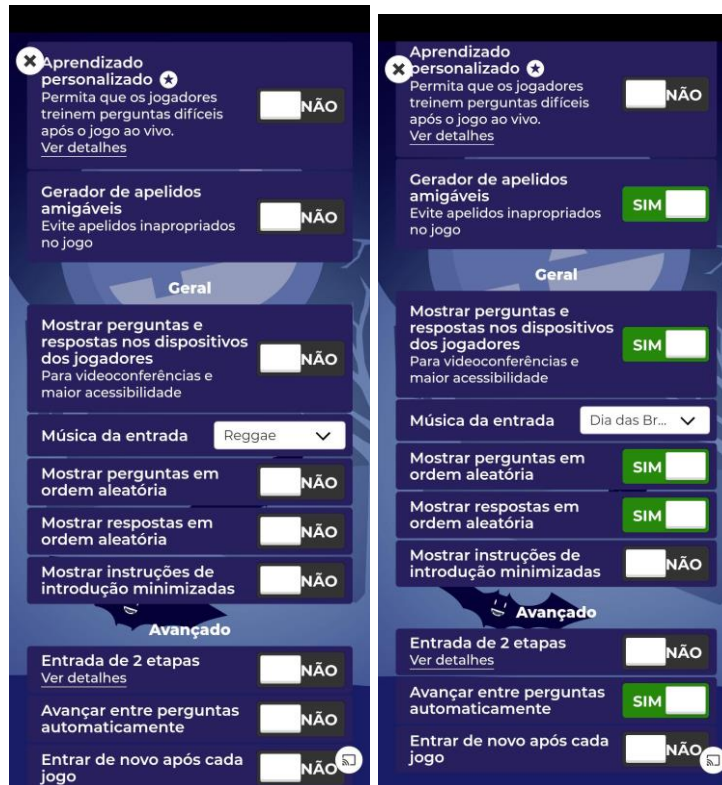 Aprendizado
personalizado
Permita que os jogadores
treinem perguntas difíceis
após o jogo ao vivo.
Ver detalhes
NÃO
Gerador de apelidos
amigáveis
Evite apelidos inapropriados
no jogo
NÃO
Geral
Mostrar perguntas e
respostas nos dispositivos
dos jogadores
Para videoconferências e
maior acessibilidade
NÃO
Música da entrada
Reggae
Mostrar perguntas em
ordem aleatória
NÃO
Mostrar respostas em
ordem aleatória
NÃO
Mostrar instruções de
introdução minimizadas
NÃO
Avançado
Entrada de 2 etapas
Ver detalhes
NÃO
Avançar entre perguntas
automaticamente
NÃO
Entrar de novo após cada
jogo
NÃO
Aprendizado
personalizado
Permita que os jogadores
treinem perguntas difíceis
após o jogo ao vivo.
Ver detalhes
NÃO
Gerador de apelidos
amigáveis
Evite apelidos inapropriados
no jogo
SIM
Geral
Mostrar perguntas e
respostas nos dispositivos
dos jogadores
Para videoconferências e
maior acessibilidade
SIM
Música da entrada
Dia das Br...
Mostrar perguntas em
ordem aleatória
SIM
Mostrar respostas em
ordem aleatória
SIM
Mostrar instruções de
introdução minimizadas
NÃO
Avançado
Entrada de 2 etapas
Ver detalhes
NÃO
Avançar entre perguntas
automaticamente
SIM
Entrar de novo após cada
jogo
NÃO